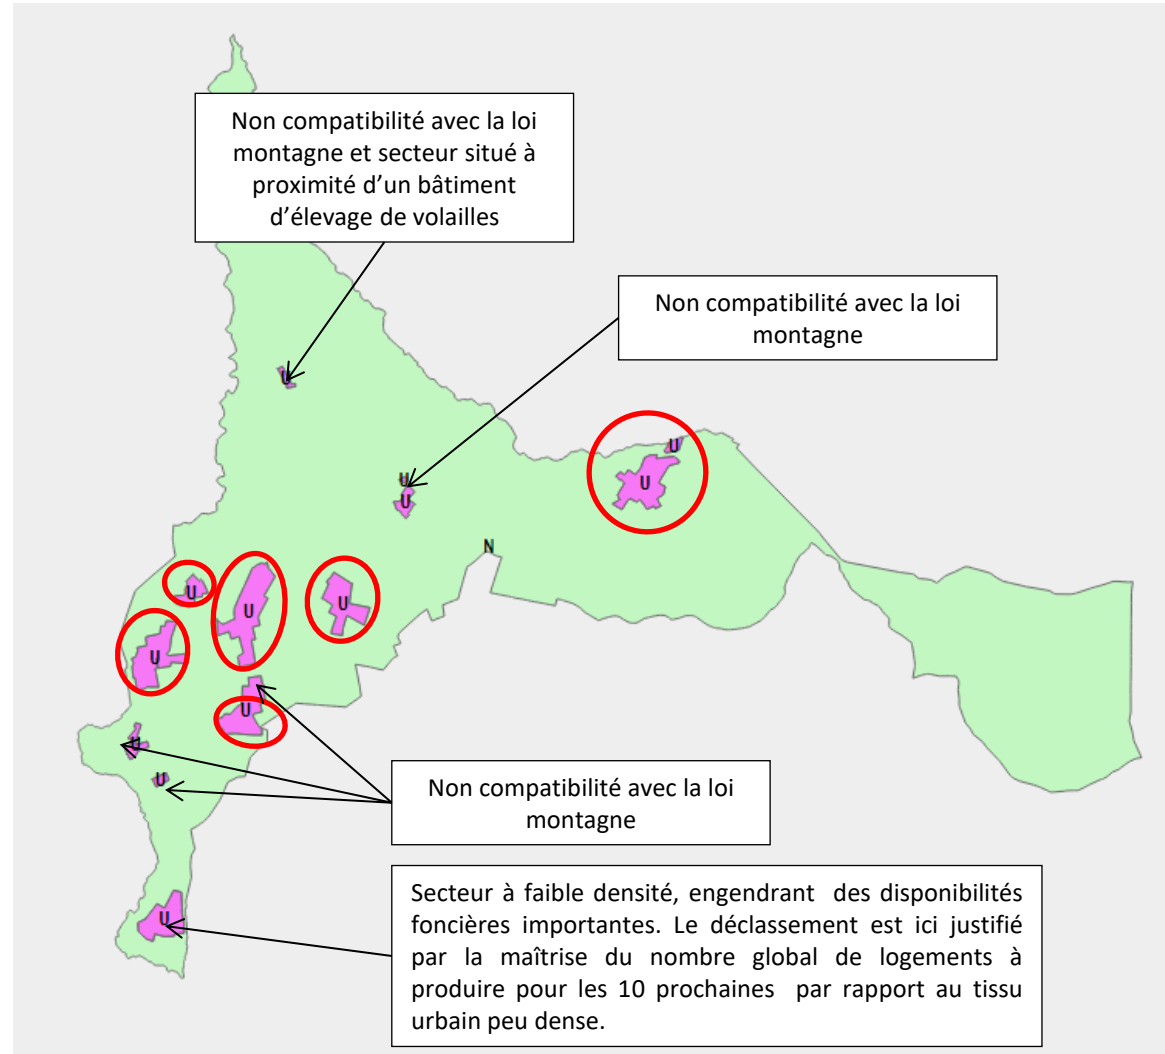 Non compatibilité avec la loi
montagne et secteur situé à
proximité d’un bâtiment
d’élevage de volailles
Non compatibilité avec la loi
montagne
U
U
U
U
U
N
U
U
U
U
U
U
U
U
Non compatibilité avec la loi
montagne
Secteur à faible densité, engendrant des disponibilités
foncières importantes. Le déclassement est ici justifié
par la maîtrise du nombre global de logements à
produire pour les 10 prochaines par rapport au tissu
urbain peu dense.
U